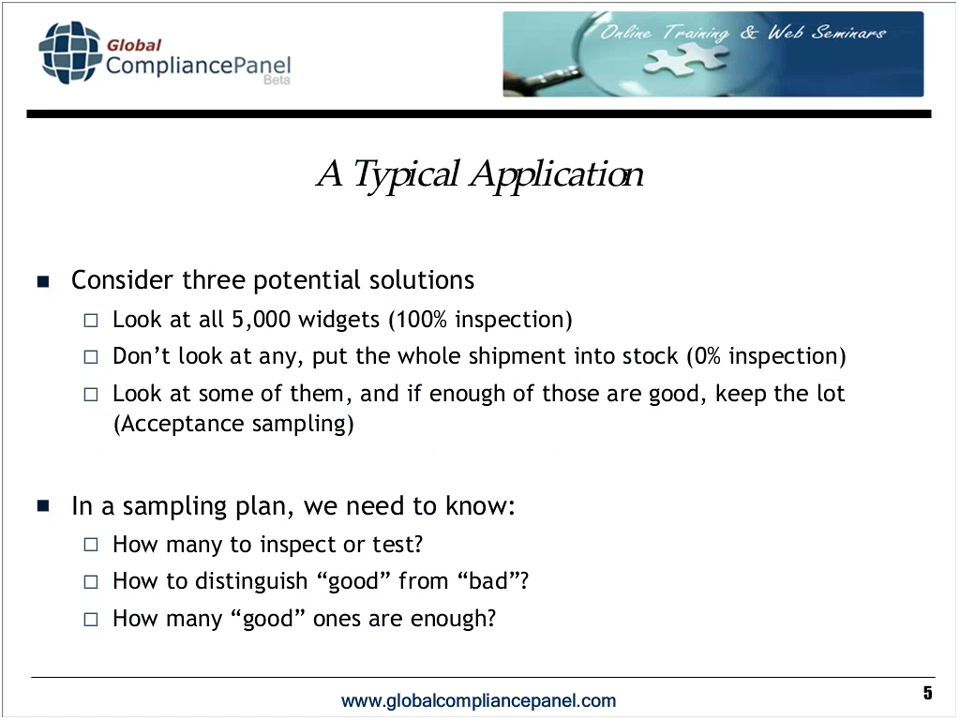 Global
CompliancePanel
Beta
Online Training & Web Seminars
A Typical Application
Consider three potential solutions
Look at all 5,000 widgets (100% inspection)
Don’t look at any, put the whole shipment into stock (0% inspection)
Look at some of them, and if enough of those are good, keep the lot
(Acceptance sampling)
In a sampling plan, we need to know:
How many to inspect or test?
How to distinguish “good” from “bad”?
How many “good” ones are enough?
www.globalcompliancepanel.com
5